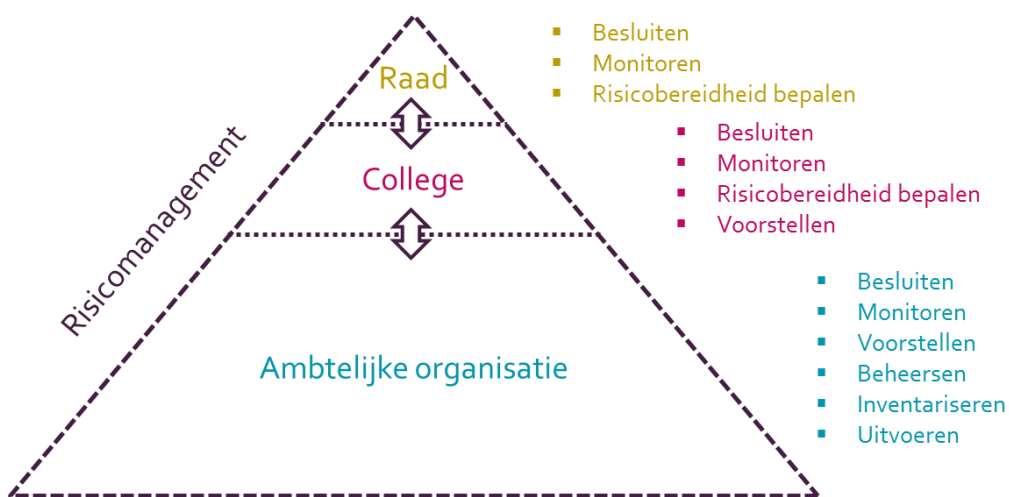 Raad
▪ Besluiten
▪ Monitoren
▪ Risicobereidheid bepalen
College
▪ Besluiten
▪ Monitoren
▪ Risicobereidheid bepalen
▪ Voorstellen
Risicomanagement
Ambtelijke organisatie
▪ Besluiten
▪ Monitoren
▪ Voorstellen
▪ Beheersen
▪ Inventariseren
▪ Uitvoeren